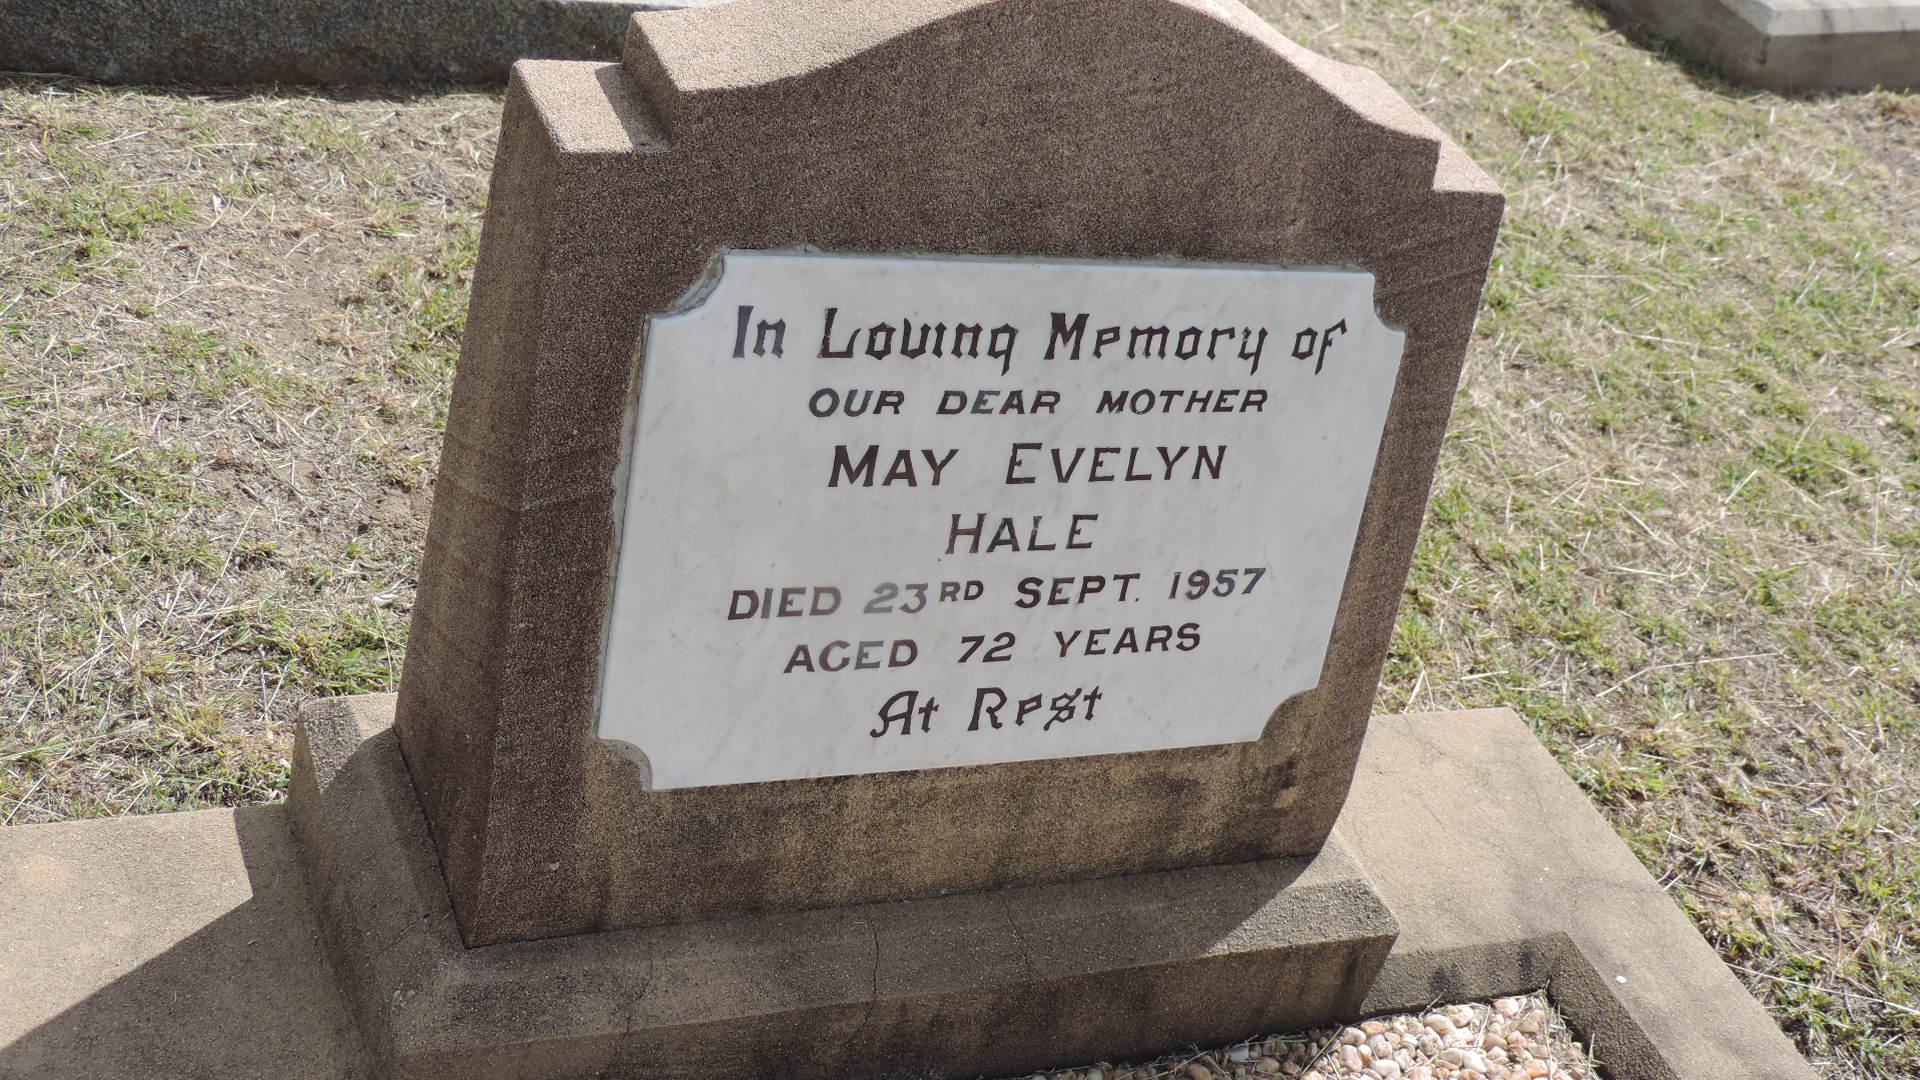 In Loving Memory of
OUR DEAR MOTHER
MAY EVELYN
HALE
DIED 23RD SEPT. 1957
AGED 72 YEARS
At Rest